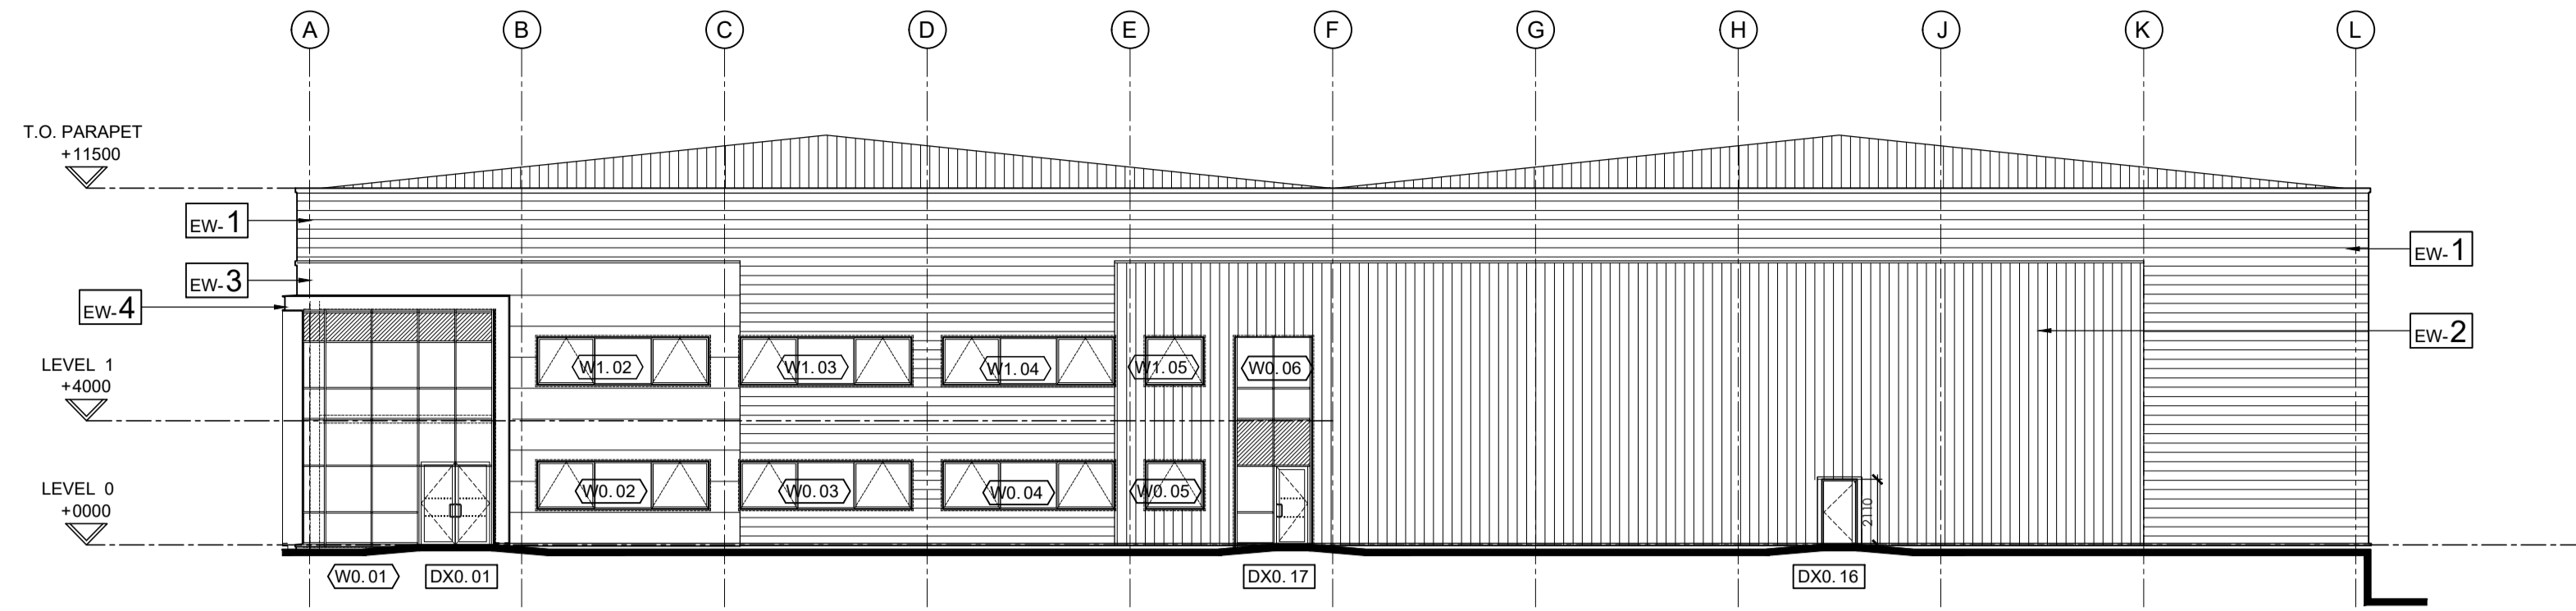 A B C D E F G H J K L
T.O. PARAPET
+11500
EW-1
EW-1
EW-3
EW-4
EW-2
LEVEL 1
+4000
W1.02 W1.03 W1.04 W1.05 W0.06
LEVEL 0
+0000
W0.02 W0.03 W0.04 W0.05
2110
W0.01 DX0.01 DX0.17 DX0.16